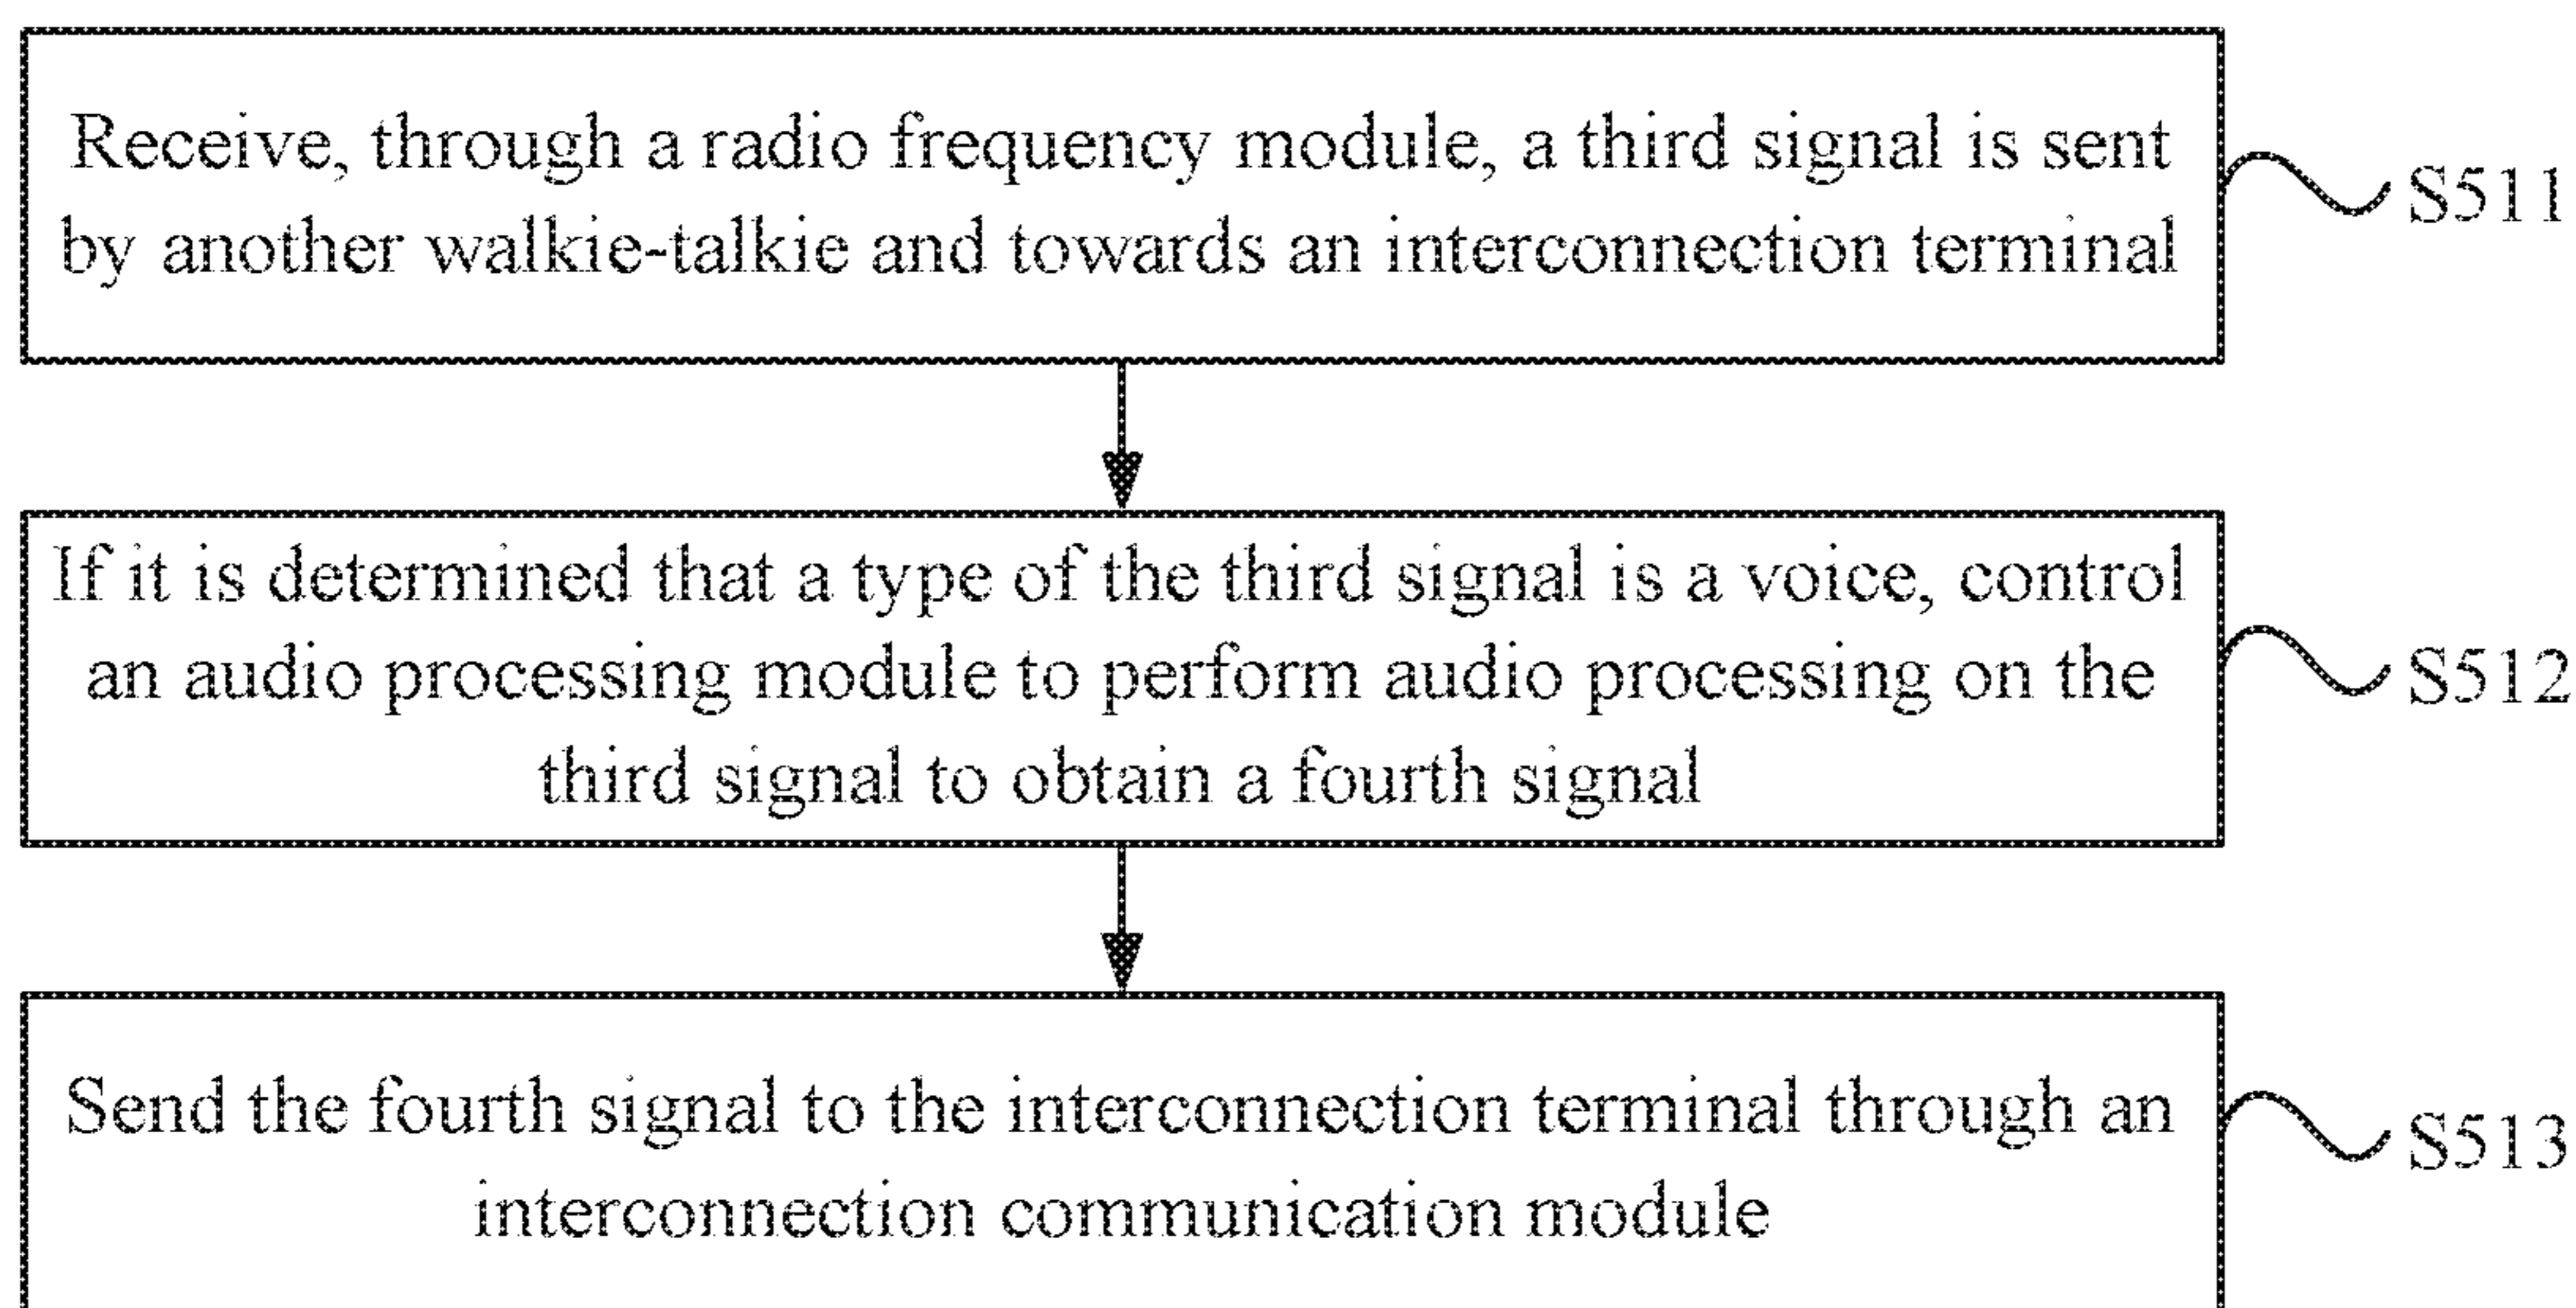 Receive, through a radio frequency module, a third signal is sent
by another walkie-talkie and towards an interconnection terminal
S511
If it is determined that a type of the third signal is a voice, control
an audio processing module to perform audio processing on the
third signal to obtain a fourth signal
S512
Send the fourth signal to the interconnection terminal through an
interconnection communication module
S513